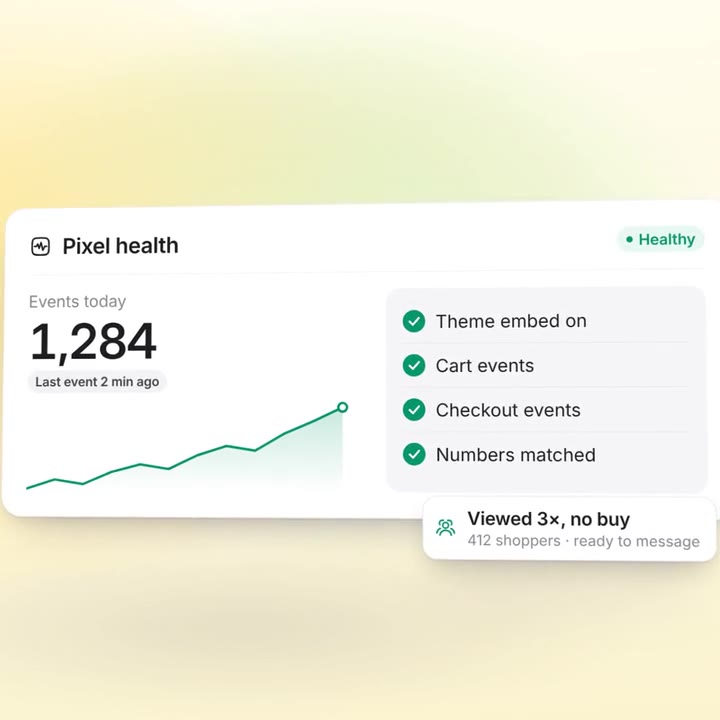 Pixel health
Healthy
Events today
1,284
Last event 2 min ago
Theme embed on
Cart events
Checkout events
Numbers matched
Viewed 3×, no buy
412 shoppers · ready to message